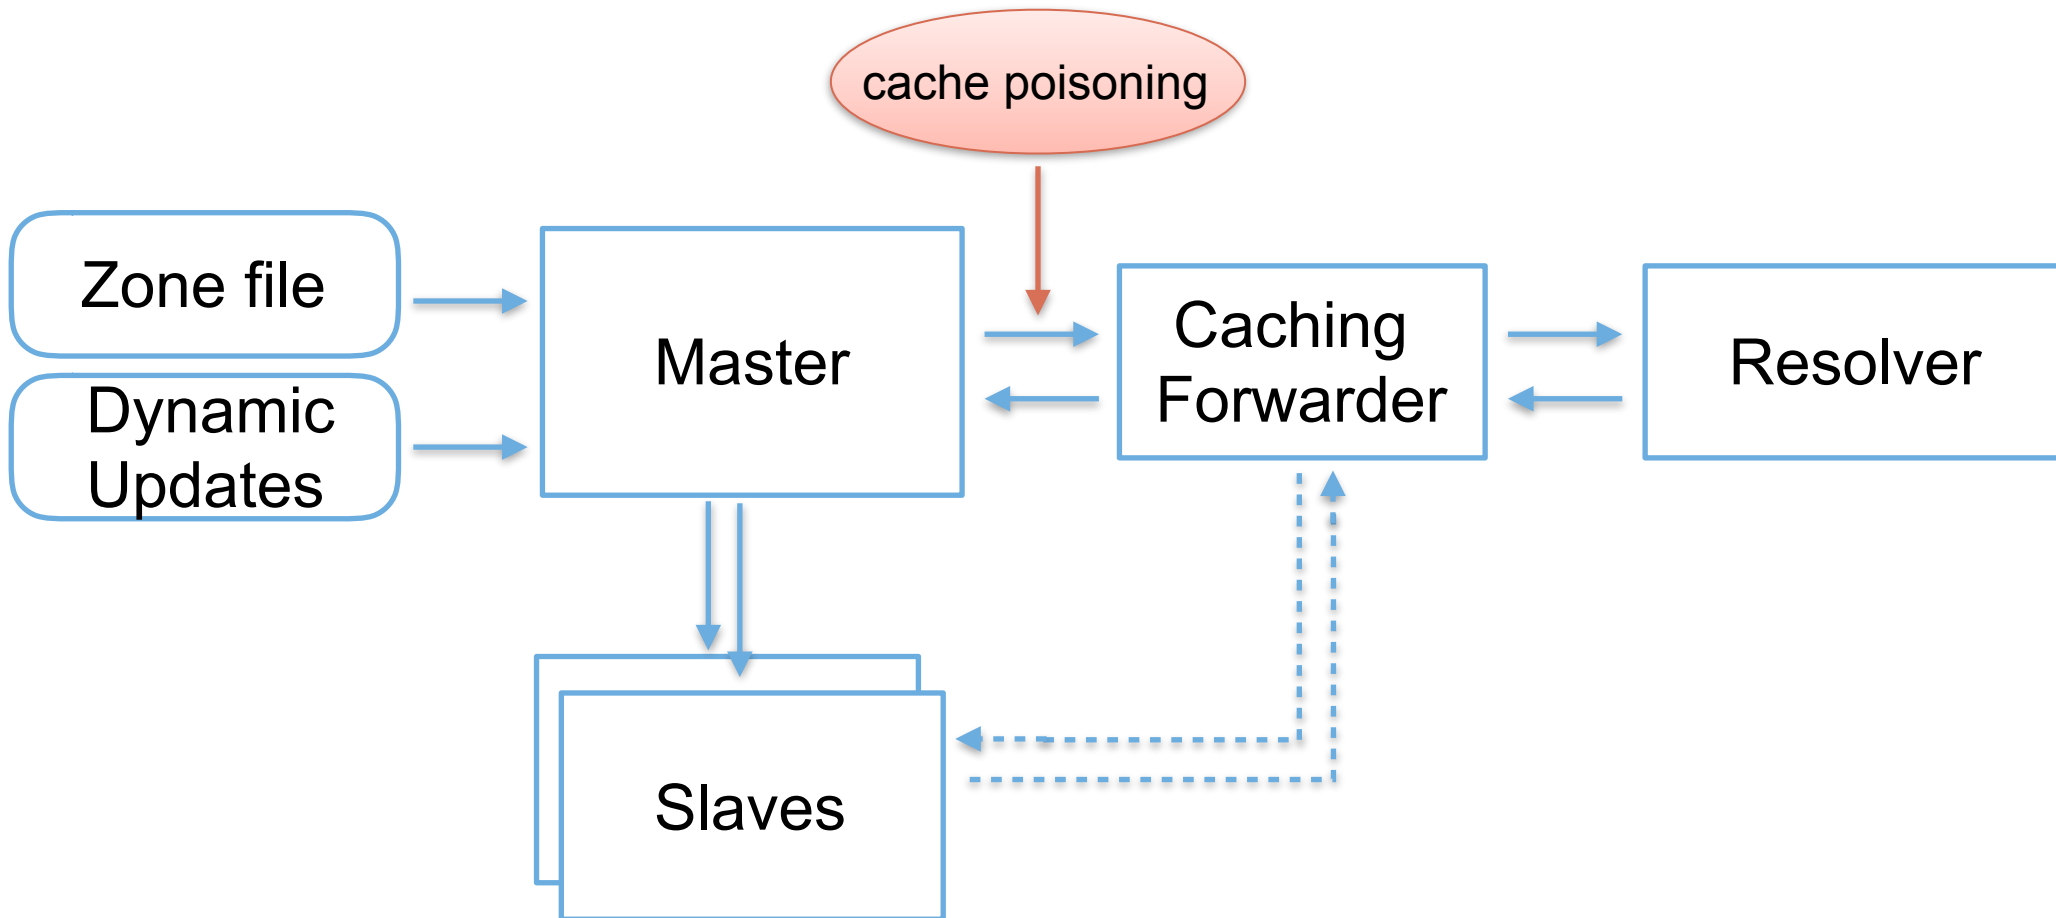 cache poisoning
Zone file
Dynamic
Updates
Master
Caching
Forwarder
Resolver
Slaves